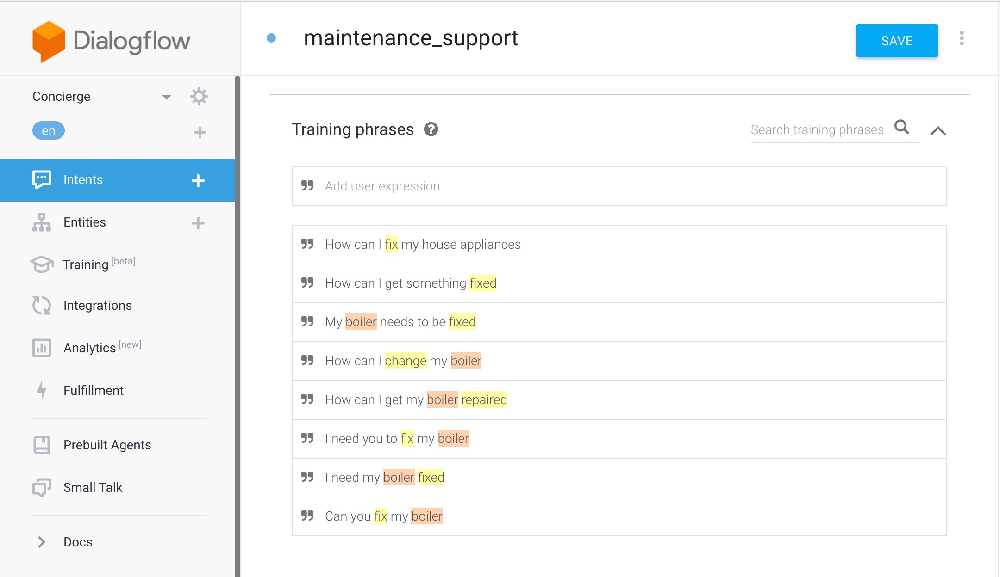 Dialogflow
maintenance_support
SAVE
Concierge
en
Intents
Entities
Training [beta]
Integrations
Analytics [new]
Fulfillment
Prebuilt Agents
Small Talk
Docs
Training phrases
Search training phrases
Add user expression
How can I fix my house appliances
How can I get something fixed
My boiler needs to be fixed
How can I change my boiler
How can I get my boiler repaired
I need you to fix my boiler
I need my boiler fixed
Can you fix my boiler